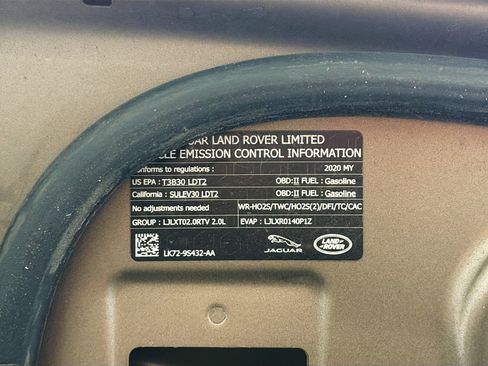 AR LAND ROVER LIMITED
LE EMISSION CONTROL INFORMATION
onforms to regulations : 2020 MY
US EPA : T3B30 LDT2 OBD:II FUEL : Gasoline
California : SULEV30 LDT2 OBD:II FUEL : Gasoline
No adjustments needed WR-HO2S/TWC/HO2S(2)/DFI/TC/CAC
GROUP : LJLXT02.0RTV 2.0L EVAP : LJLXR0140P1Z
LK72-9S432-AA
JAGUAR
LAND ROVER